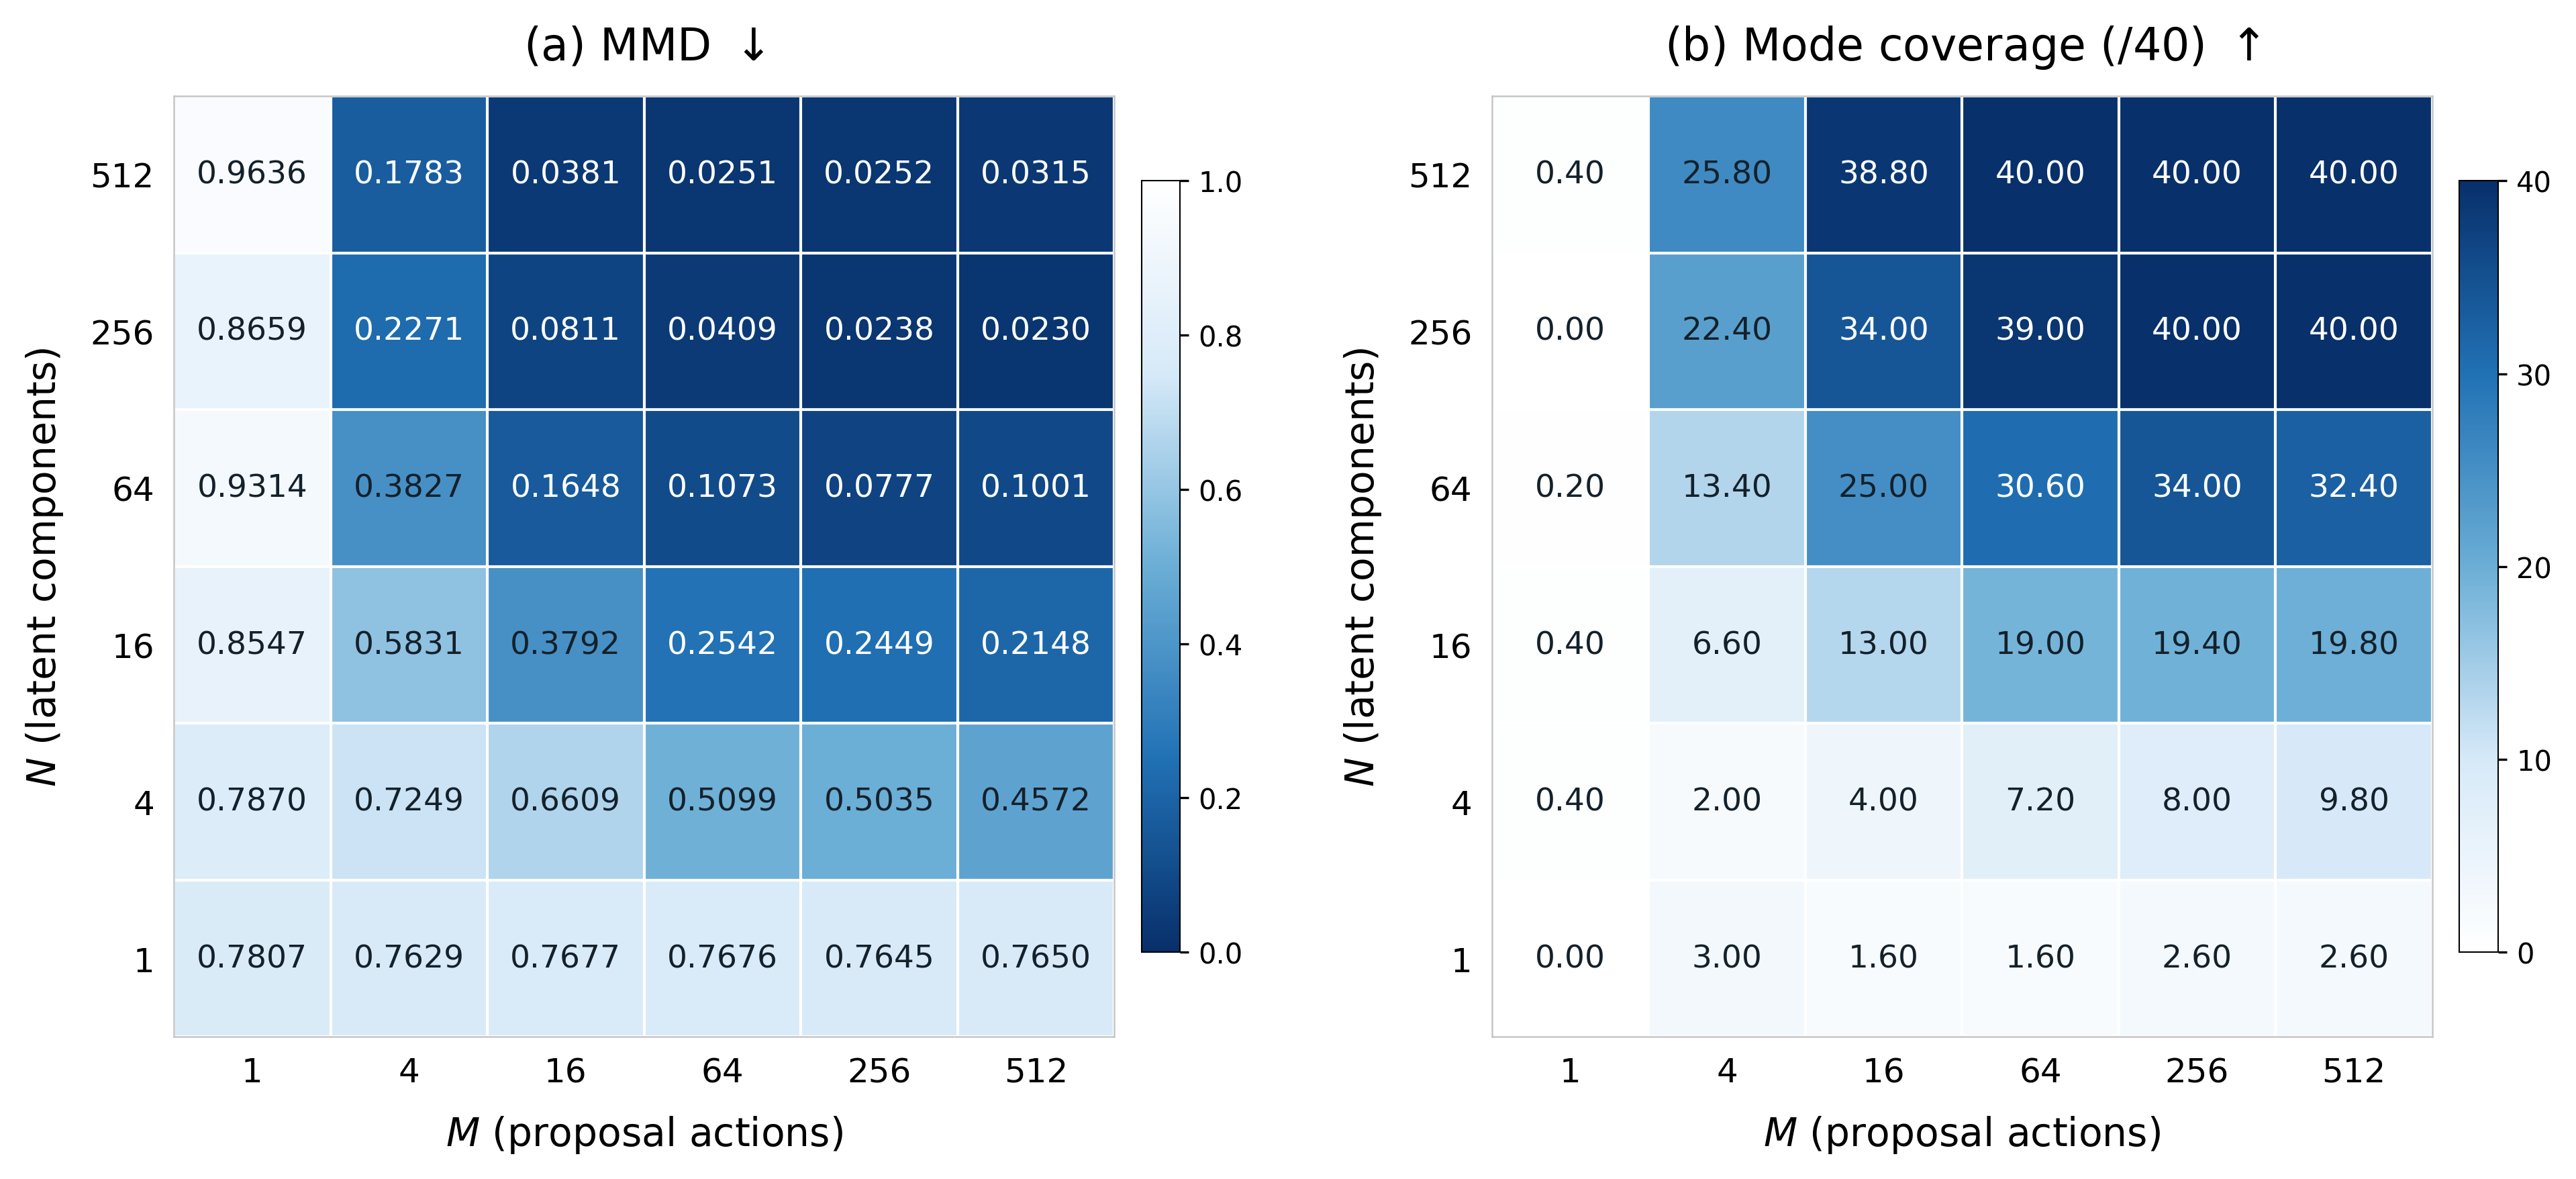 (a) MMD ↓
512 0.9636 0.1783 0.0381 0.0251 0.0252 0.0315
256 0.8659 0.2271 0.0811 0.0409 0.0238 0.0230
64 0.9314 0.3827 0.1648 0.1073 0.0777 0.1001
16 0.8547 0.5831 0.3792 0.2542 0.2449 0.2148
4 0.7870 0.7249 0.6609 0.5099 0.5035 0.4572
1 0.7807 0.7629 0.7677 0.7676 0.7645 0.7650
1 4 16 64 256 512
M (proposal actions)
N (latent components)
1.0
0.8
0.6
0.4
0.2
0.0
(b) Mode coverage (/40) ↑
512 0.40 25.80 38.80 40.00 40.00 40.00
256 0.00 22.40 34.00 39.00 40.00 40.00
64 0.20 13.40 25.00 30.60 34.00 32.40
16 0.40 6.60 13.00 19.00 19.40 19.80
4 0.40 2.00 4.00 7.20 8.00 9.80
1 0.00 3.00 1.60 1.60 2.60 2.60
1 4 16 64 256 512
M (proposal actions)
N (latent components)
40
30
20
10
0